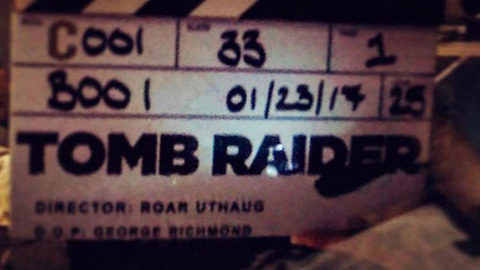 C001 33 1
B001 01/23/17 25
TOMB RAIDER
DIRECTOR: ROAR UTHAUG
D.O.P: GEORGE RICHMOND